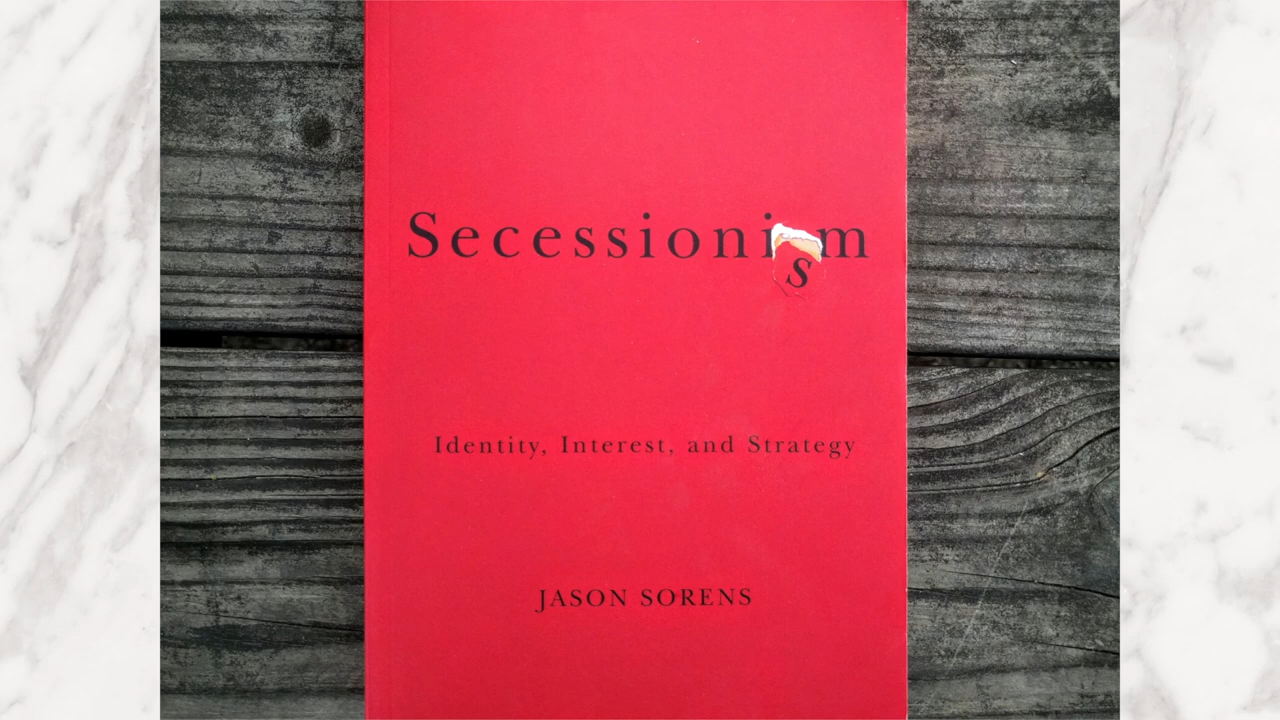 Secessionism
Identity, Interest, and Strategy
JASON SORENS